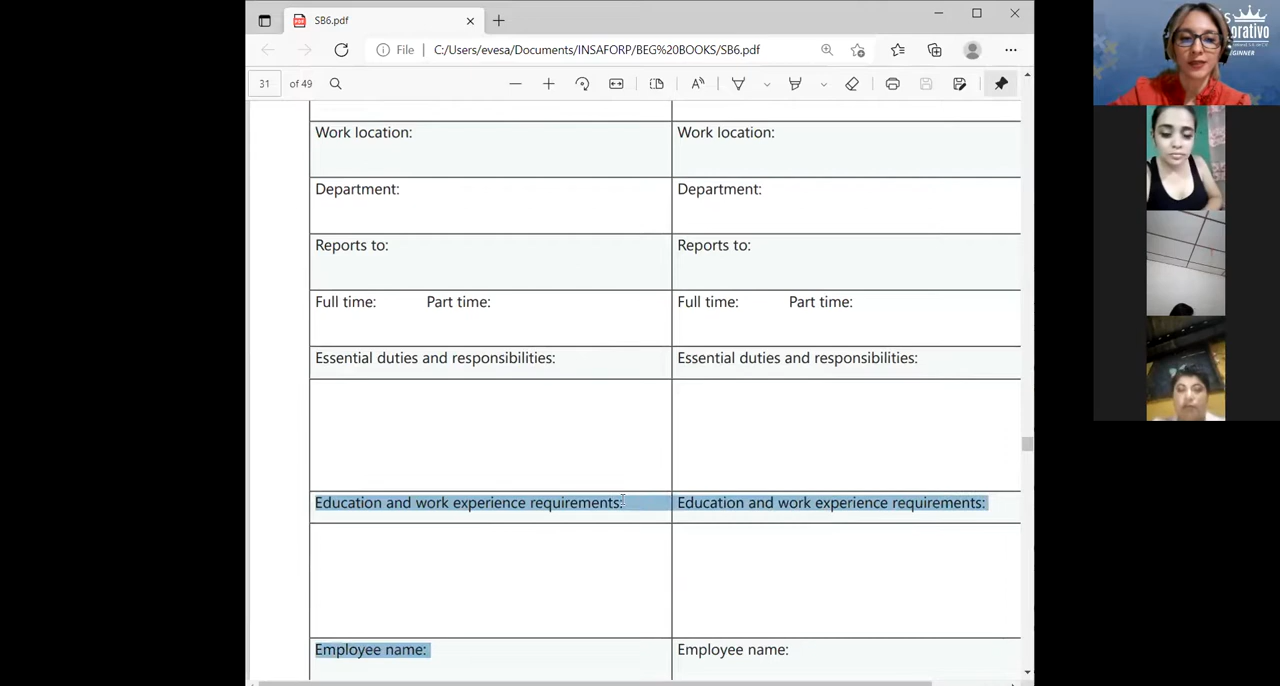 SB6.pdf
File C:/Users/evesa/Documents/INSAFORP/BEG%20BOOKS/SB6.pdf
31 of 49
Work location: Work location:
Department: Department:
Reports to: Reports to:
Full time: Part time: Full time: Part time:
Essential duties and responsibilities: Essential duties and responsibilities:
Education and work experience requirements: Education and work experience requirements:
Employee name: Employee name: